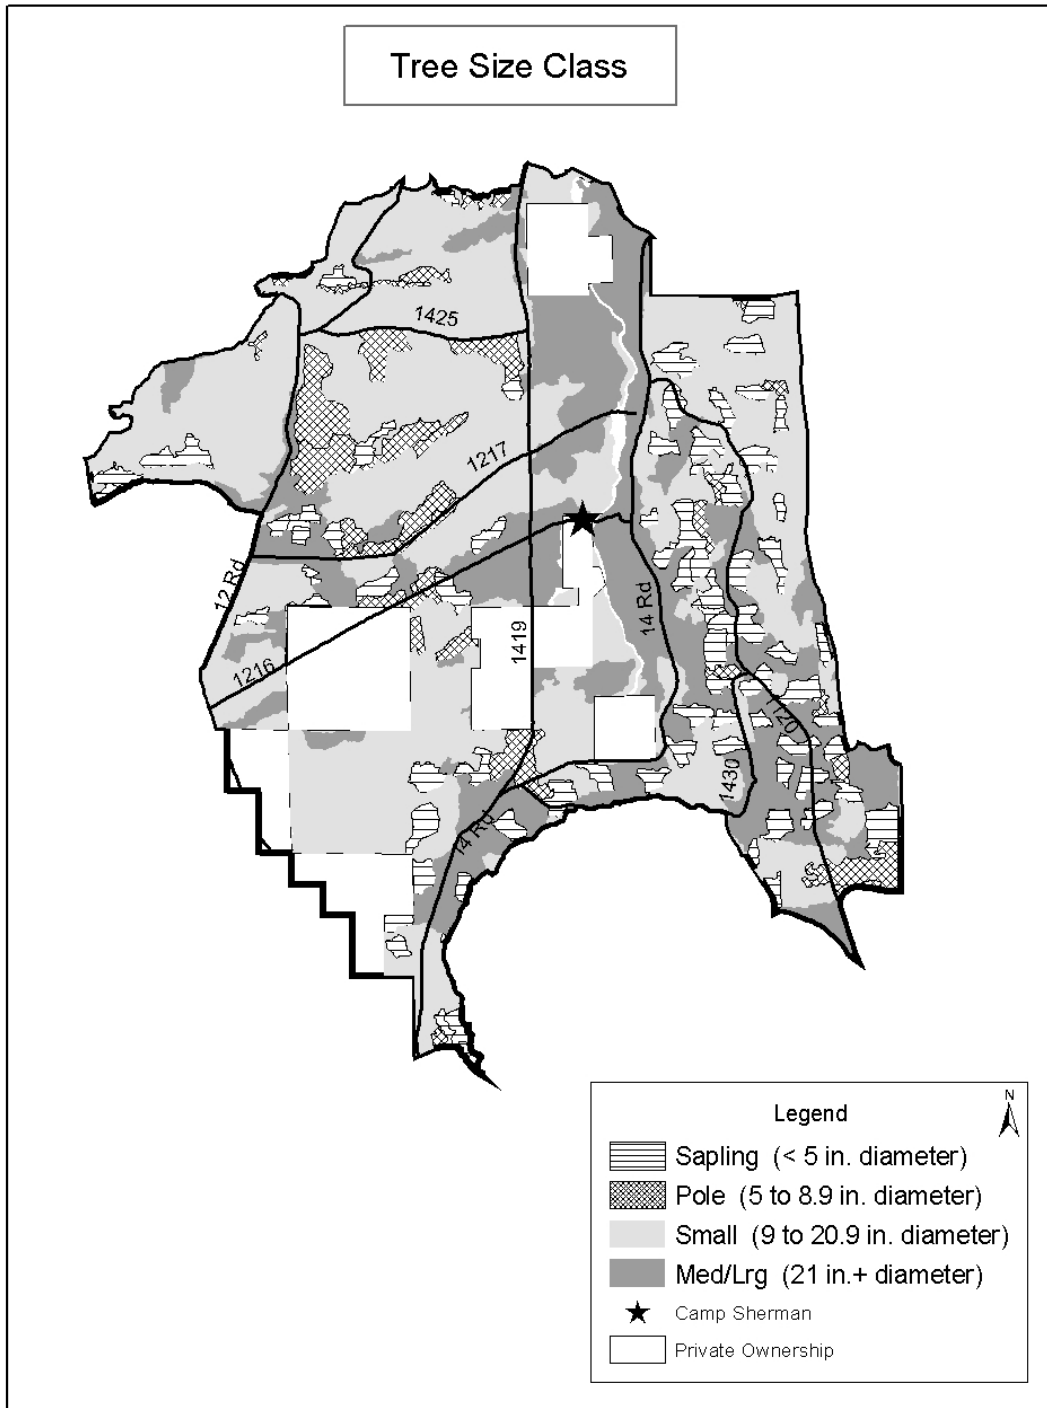 Tree Size Class
1425
1217
12 Rd
14 Rd
1419
1216
1120
1430
14 Rd
N
Legend
Sapling (< 5 in. diameter)
Pole (5 to 8.9 in. diameter)
Small (9 to 20.9 in. diameter)
Med/Lrg (21 in.+ diameter)
Camp Sherman
Private Ownership